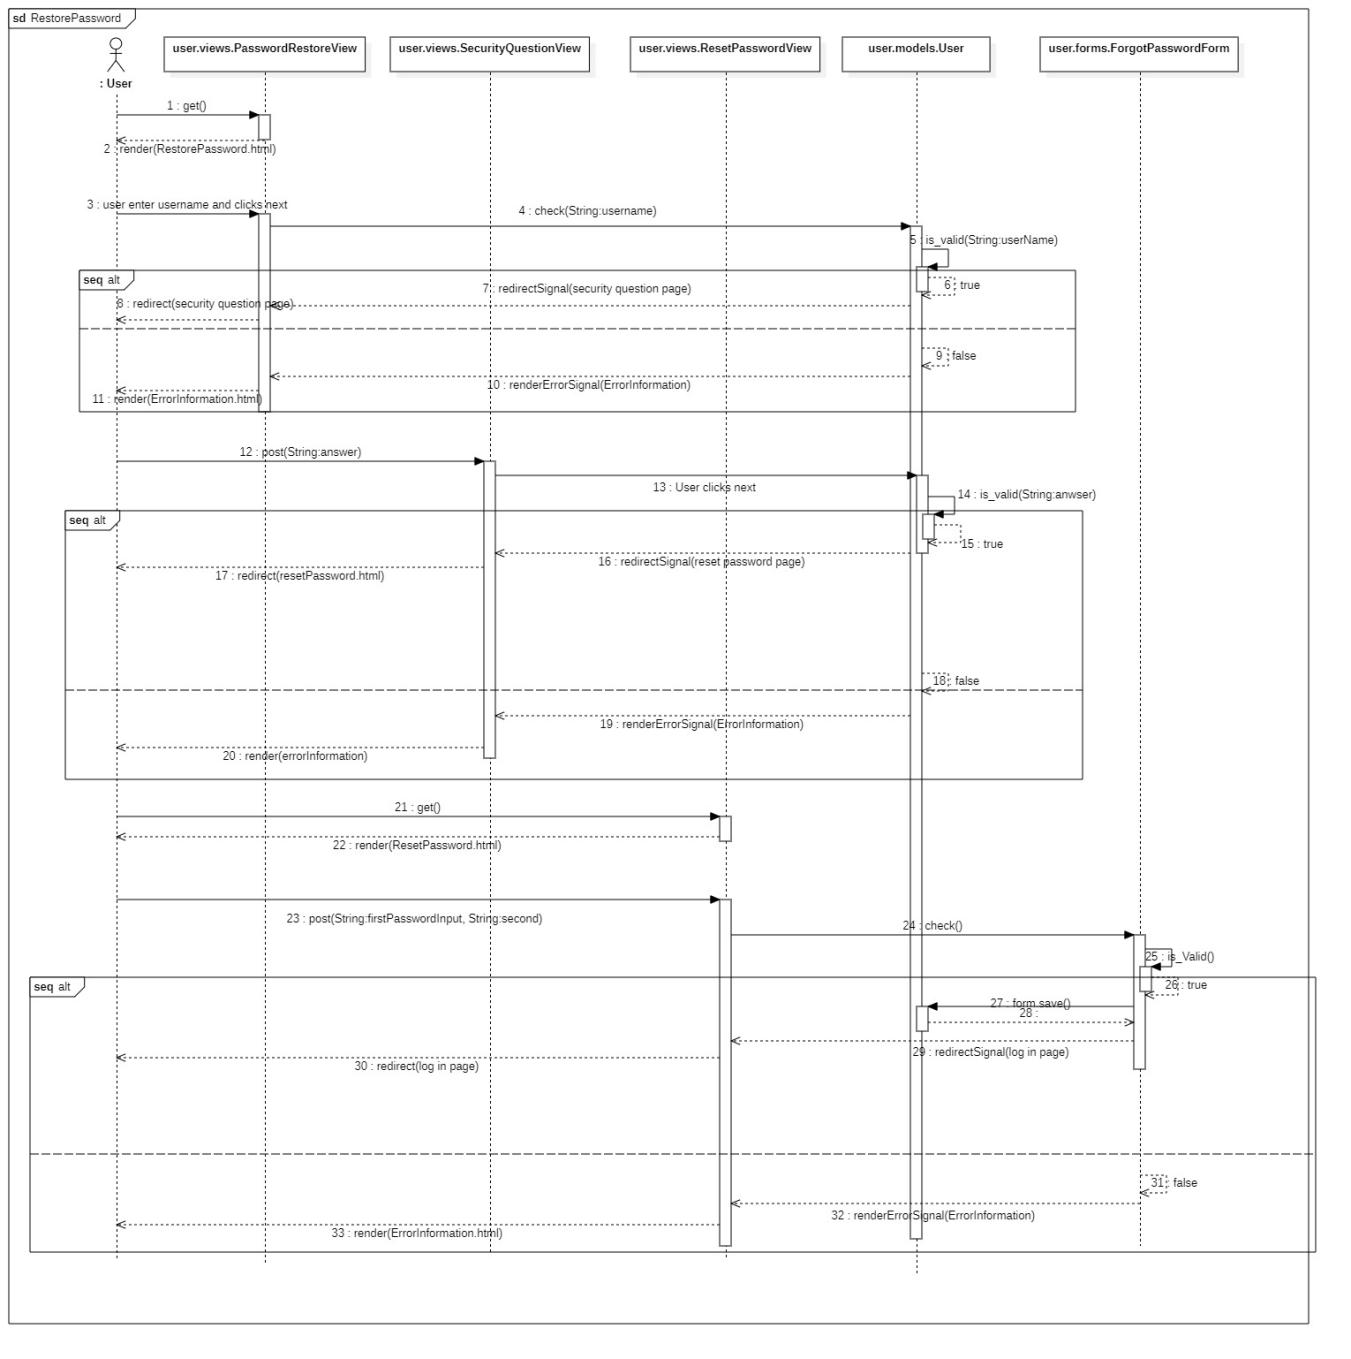 sd RestorePassword
user.views.PasswordRestoreView
user.views.SecurityQuestionView
user.views.ResetPasswordView
user.models.User
user.forms.ForgotPasswordForm
: User
1 : get()
2 : render(RestorePassword.html)
3 : user enter username and clicks next
4 : check(String:username)
5 : is_valid(String:userName)
seq alt
6 : true
7 : redirectSignal(security question page)
8 : redirect(security question page)
9 : false
10 : renderErrorSignal(ErrorInformation)
11 : render(ErrorInformation.html)
12 : post(String:answer)
13 : User clicks next
14 : is_valid(String:anwser)
seq alt
15 : true
16 : redirectSignal(reset password page)
17 : redirect(resetPassword.html)
18 : false
19 : renderErrorSignal(ErrorInformation)
20 : render(errorInformation)
21 : get()
22 : render(ResetPassword.html)
23 : post(String:firstPasswordInput, String:second)
24 : check()
25 : is_Valid()
seq alt
26 : true
27 : form.save()
28 :
29 : redirectSignal(log in page)
30 : redirect(log in page)
31 : false
32 : renderErrorSignal(ErrorInformation)
33 : render(ErrorInformation.html)